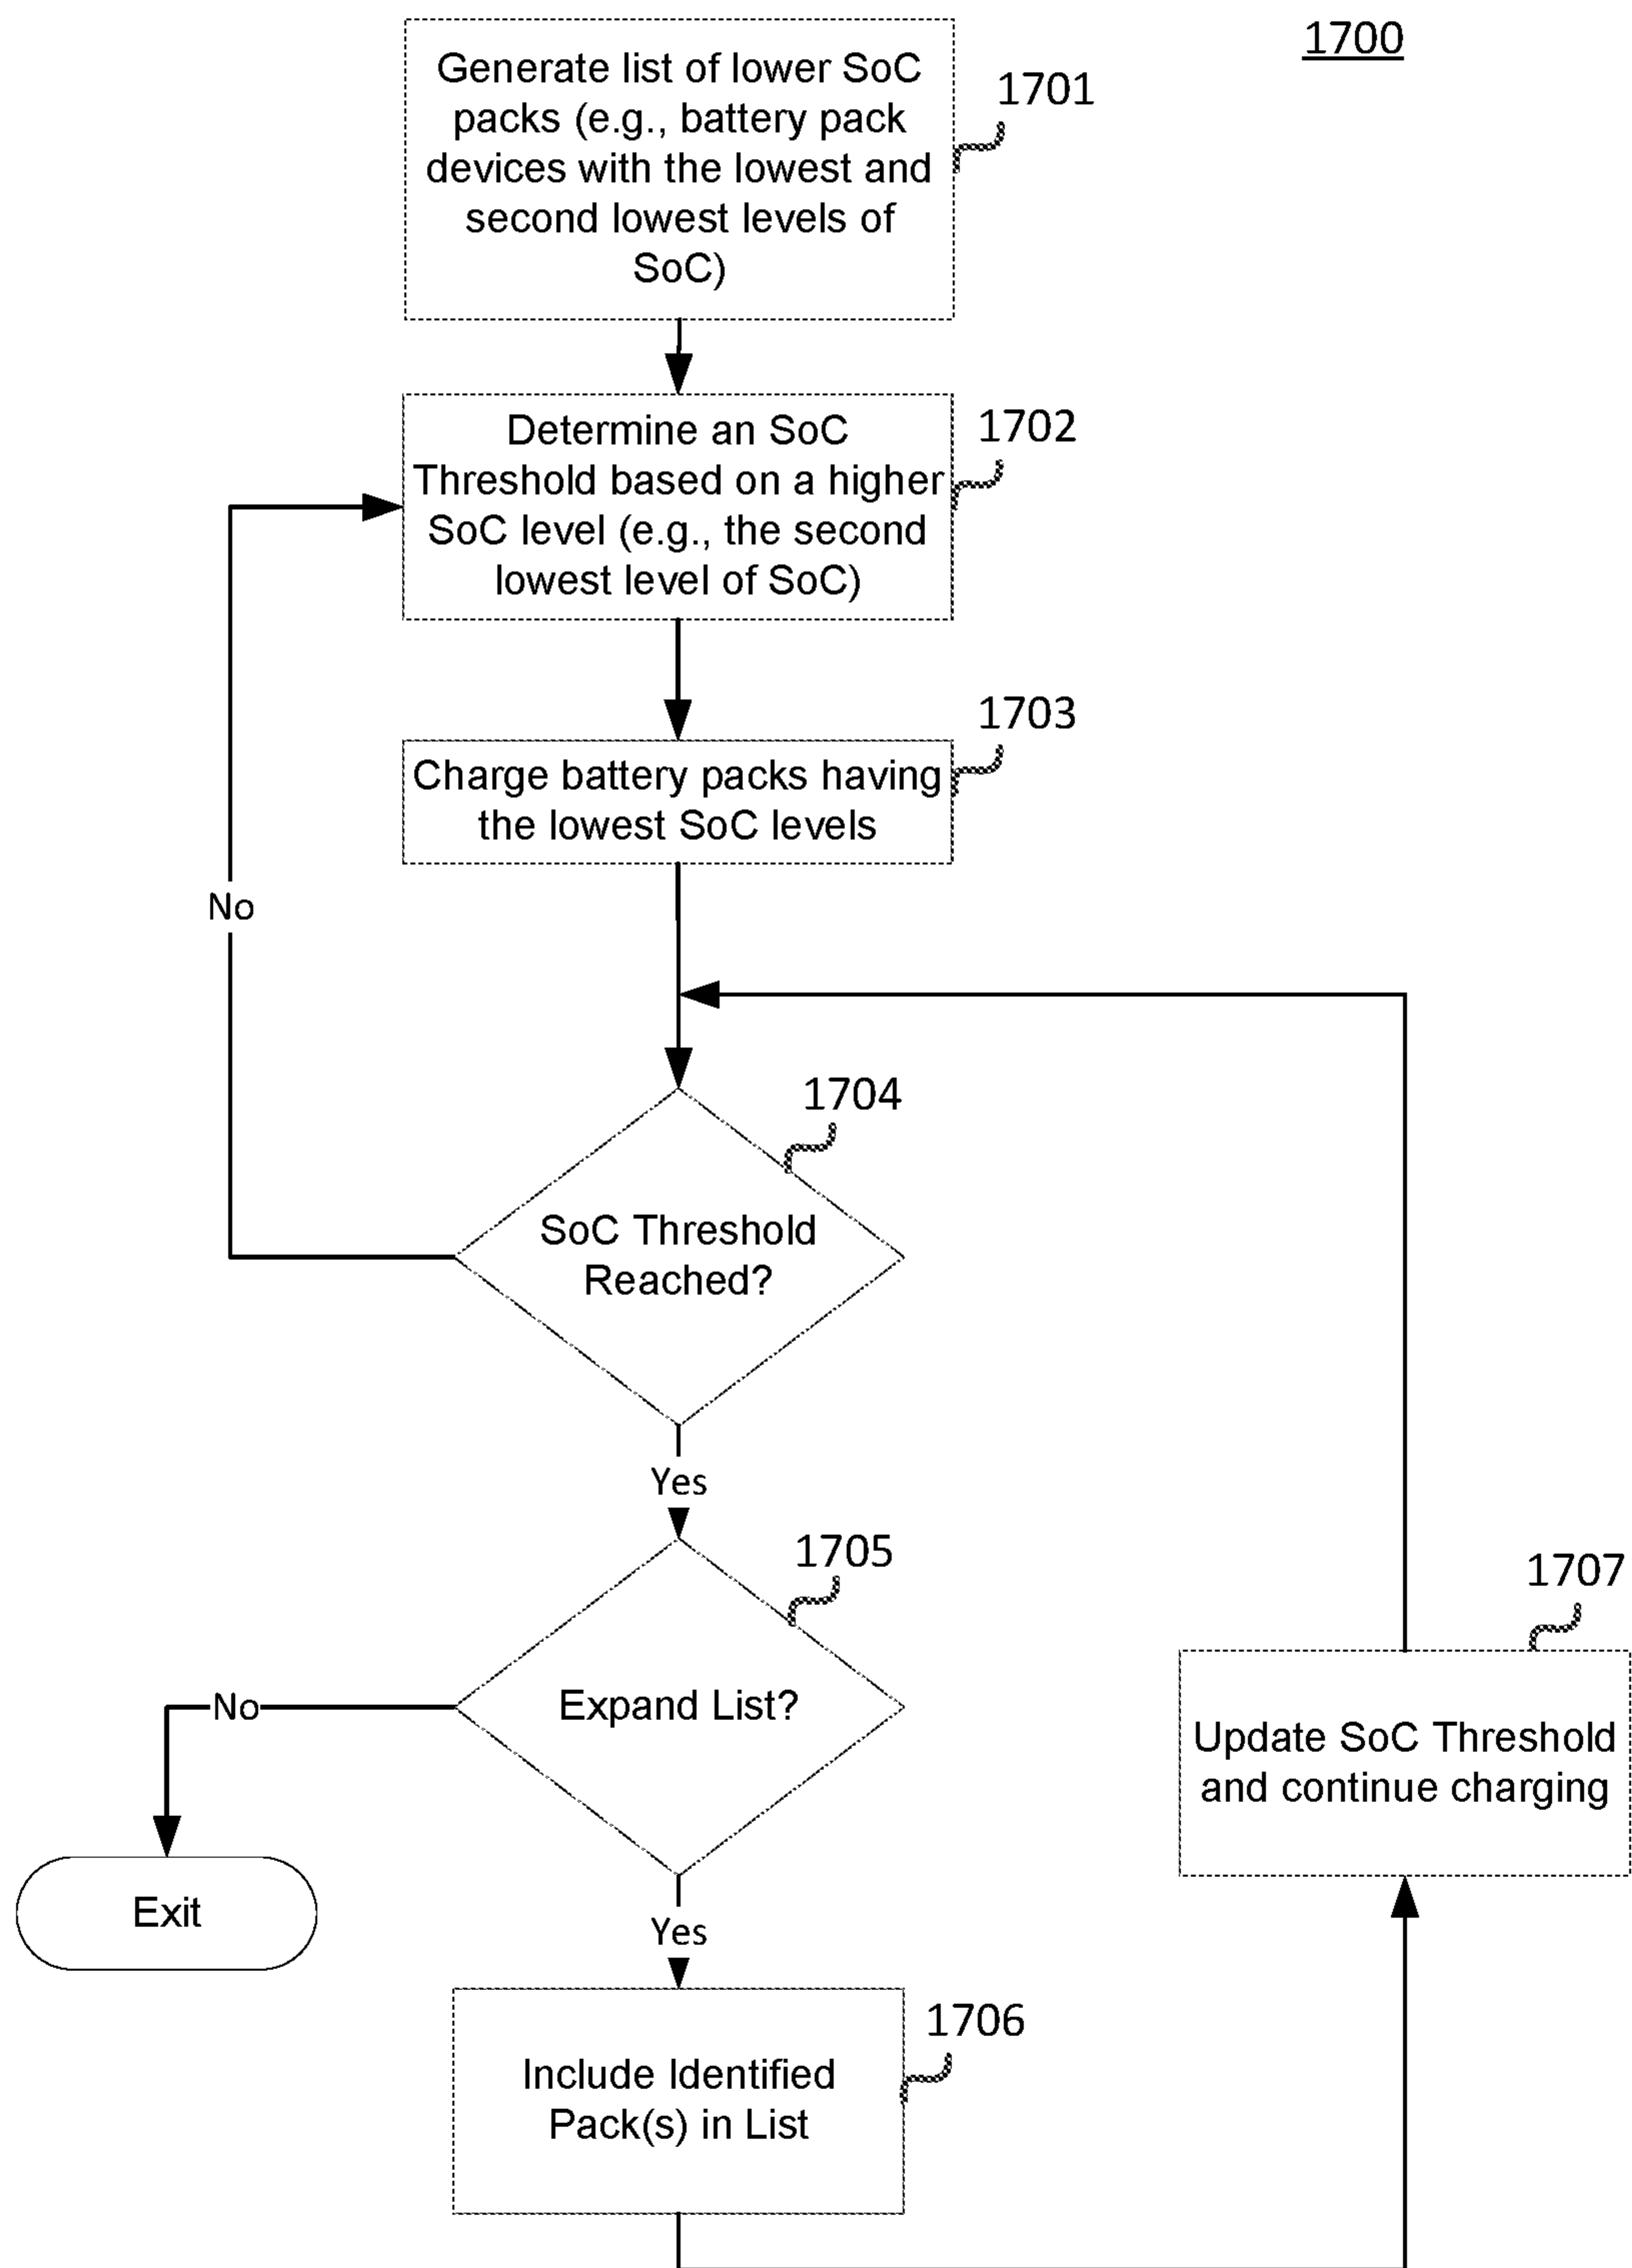 1700
Generate list of lower SoC
packs (e.g., battery pack
devices with the lowest and
second lowest levels of
SoC)
1701
Determine an SoC
Threshold based on a higher
SoC level (e.g., the second
lowest level of SoC)
1702
Charge battery packs having
the lowest SoC levels
1703
No
1704
SoC Threshold
Reached?
Yes
1705
Expand List?
No
Exit
Yes
1706
Include Identified
Pack(s) in List
1707
Update SoC Threshold
and continue charging